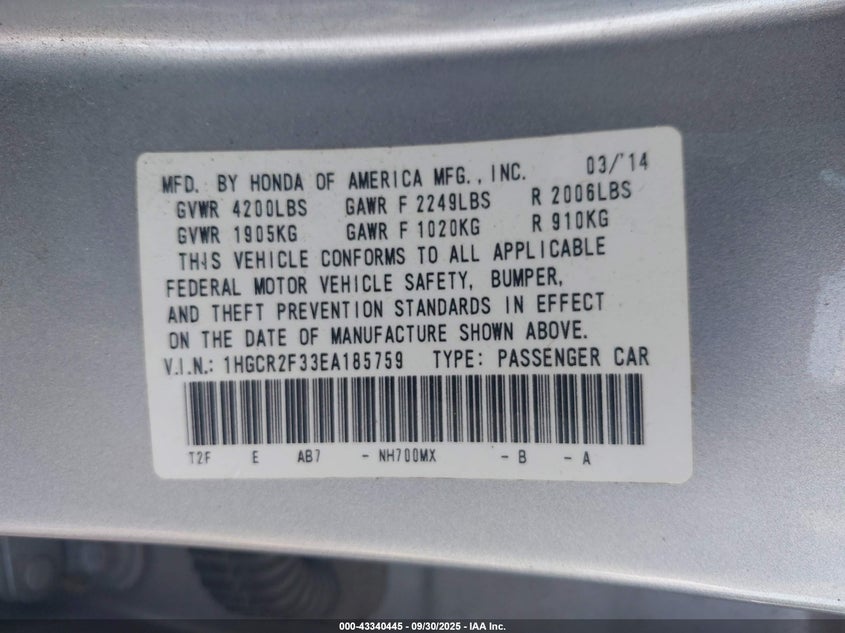 MFD. BY HONDA OF AMERICA MFG., INC. 03/'14
GVWR 4200LBS GAWR F 2249LBS R 2006LBS
GVWR 1905KG GAWR F 1020KG R 910KG
THIS VEHICLE CONFORMS TO ALL APPLICABLE
FEDERAL MOTOR VEHICLE SAFETY, BUMPER,
AND THEFT PREVENTION STANDARDS IN EFFECT
ON THE DATE OF MANUFACTURE SHOWN ABOVE.
V.I.N.: 1HGCR2F33EA185759 TYPE: PASSENGER CAR
T2F E AB7 - NH700MX - B - A
000-43340445 - 09/30/2025 - IAA Inc.